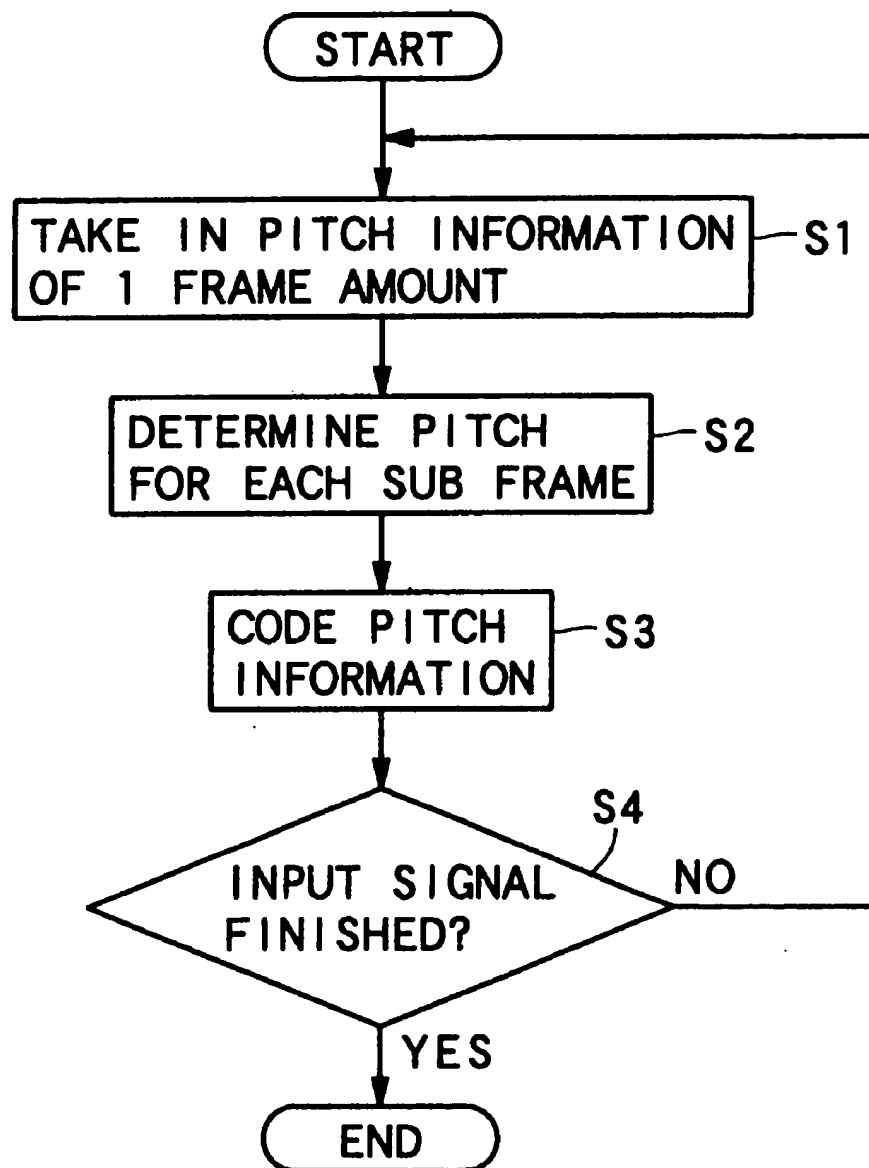 START
TAKE IN PITCH INFORMATION
OF 1 FRAME AMOUNT
S1
DETERMINE PITCH
FOR EACH SUB FRAME
S2
CODE PITCH
INFORMATION
S3
S4
INPUT SIGNAL
FINISHED?
NO
YES
END